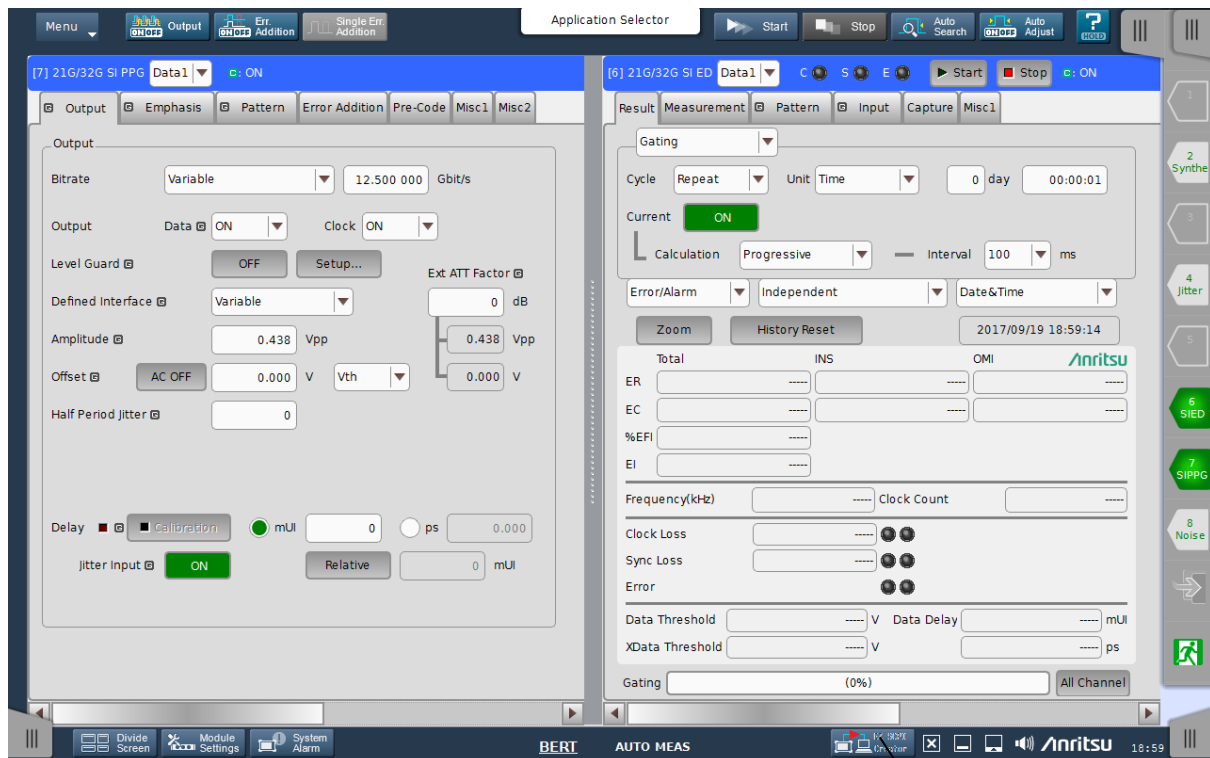 Menu Output Err. Addition Single Err. Addition Application Selector Start Stop Auto Search Auto Adjust ? HOLD
[7] 21G/32G SI PPG Data1 C: ON
Output Emphasis Pattern Error Addition Pre-Code Misc1 Misc2
Output
Bitrate Variable 12.500 000 Gbit/s
Output Data ON Clock ON
Level Guard OFF Setup... Ext ATT Factor
Defined Interface Variable 0 dB
Amplitude 0.438 Vpp 0.438 Vpp
Offset AC OFF 0.000 V Vth 0.000 V
Half Period Jitter 0
Delay Calibration mUI 0 ps 0.000
Jitter Input ON Relative 0 mUI
[6] 21G/32G SI ED Data1 C S E Start Stop C: ON
Result Measurement Pattern Input Capture Misc1
Gating
Cycle Repeat Unit Time 0 day 00:00:01
Current ON
Calculation Progressive Interval 100 ms
Error/Alarm Independent Date&Time
Zoom History Reset 2017/09/19 18:59:14
Total INS OMI Anritsu
ER ----- ----- -----
EC ----- ----- -----
%EFI -----
EI -----
Frequency(kHz) ----- Clock Count -----
Clock Loss -----
Sync Loss -----
Error
Data Threshold ----- V Data Delay ----- mUI
XData Threshold ----- V ----- ps
Gating (0%) All Channel
1
2 Synthe
3
4 Jitter
5
6 SIED
7 SIPPG
8 Noise
Divide Screen Module Settings System Alarm BERT AUTO MEAS Anritsu 18:59